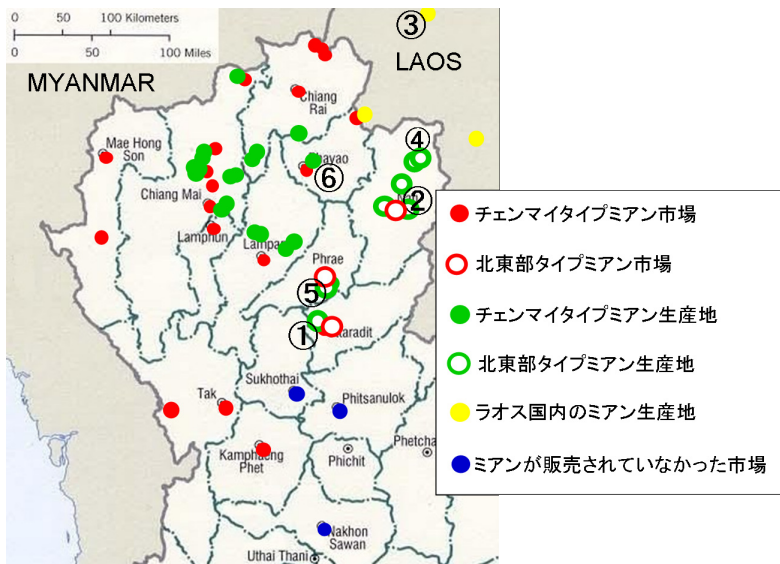 0 50 100 Kilometers
0 50 100 Miles
③
MYANMAR
LAOS
Chiang
Rai
Mae Hong
Son
④
Phayao
⑥
Chiang Mai
Nan
②
Lamphun
Lampang
Phrae
⑤
①
Uttaradit
Sukhothai
Tak
Phitsanulok
Kamphaeng
Phet
Phichit
Phetcha
Nakhon
Sawan
Uthai Thani
チェンマイタイプミアン市場
北東部タイプミアン市場
チェンマイタイプミアン生産地
北東部タイプミアン生産地
ラオス国内のミアン生産地
ミアンが販売されていなかった市場